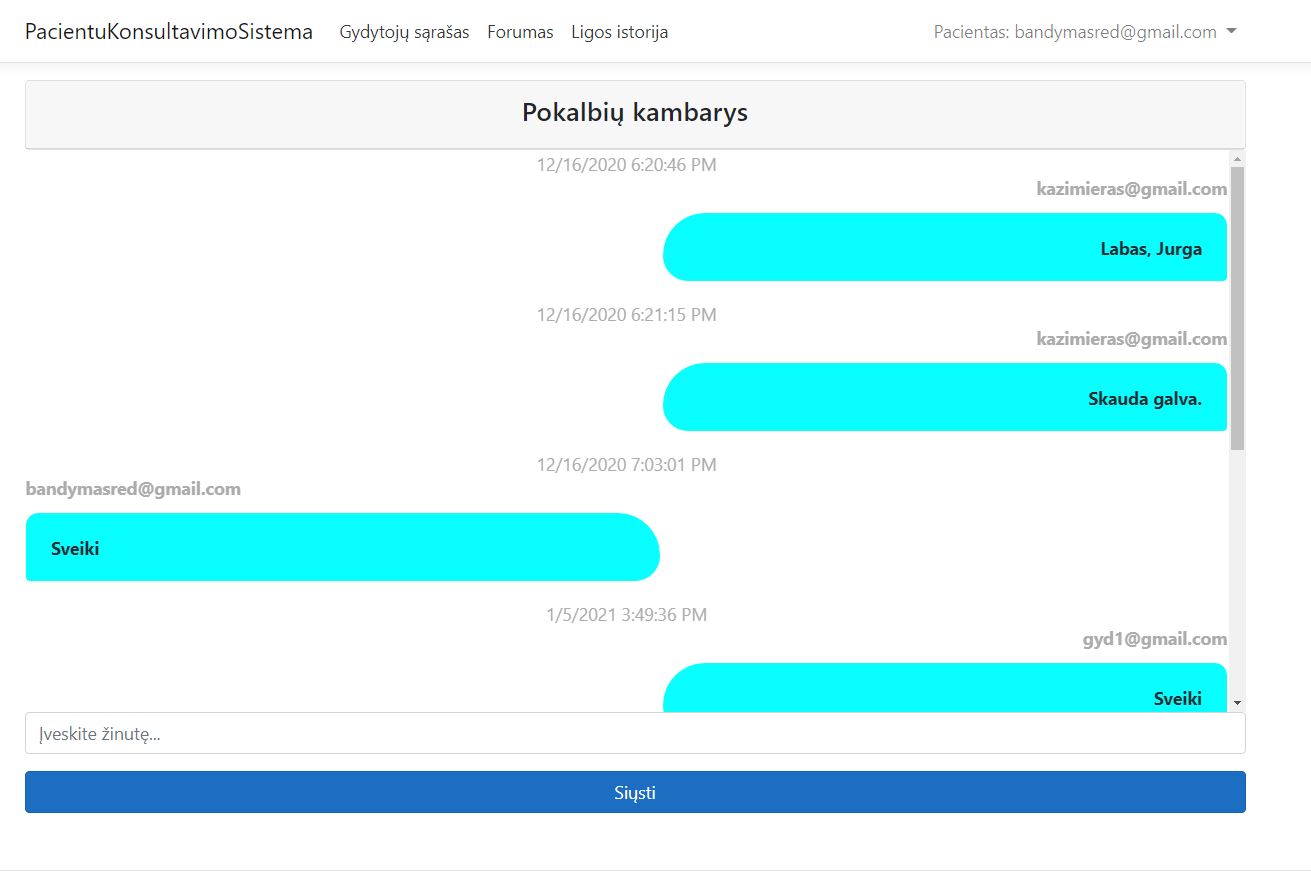 PacientuKonsultavimoSistema Gydytojų sąrašas Forumas Ligos istorija Pacientas: bandymasred@gmail.com
Pokalbių kambarys
12/16/2020 6:20:46 PM
kazimieras@gmail.com
Labas, Jurga
12/16/2020 6:21:15 PM
kazimieras@gmail.com
Skauda galva.
12/16/2020 7:03:01 PM
bandymasred@gmail.com
Sveiki
1/5/2021 3:49:36 PM
gyd1@gmail.com
Sveiki
Įveskite žinutę...
Siųsti